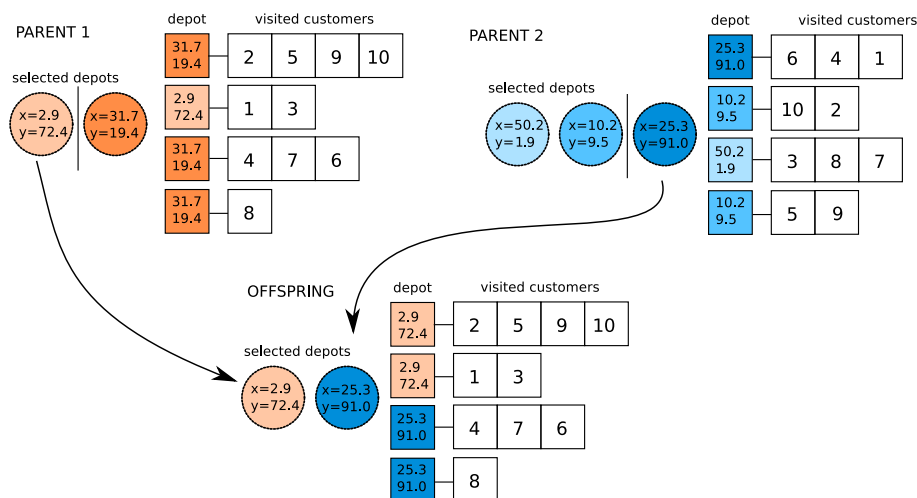 PARENT 1
selected depots
x=2.9
y=72.4
x=31.7
y=19.4
depot visited customers
31.7
19.4
2 5 9 10
2.9
72.4
1 3
31.7
19.4
4 7 6
31.7
19.4
8
PARENT 2
selected depots
x=50.2
y=1.9
x=10.2
y=9.5
x=25.3
y=91.0
depot visited customers
25.3
91.0
6 4 1
10.2
9.5
10 2
50.2
1.9
3 8 7
10.2
9.5
5 9
OFFSPRING
selected depots
x=2.9
y=72.4
x=25.3
y=91.0
depot visited customers
2.9
72.4
2 5 9 10
2.9
72.4
1 3
25.3
91.0
4 7 6
25.3
91.0
8